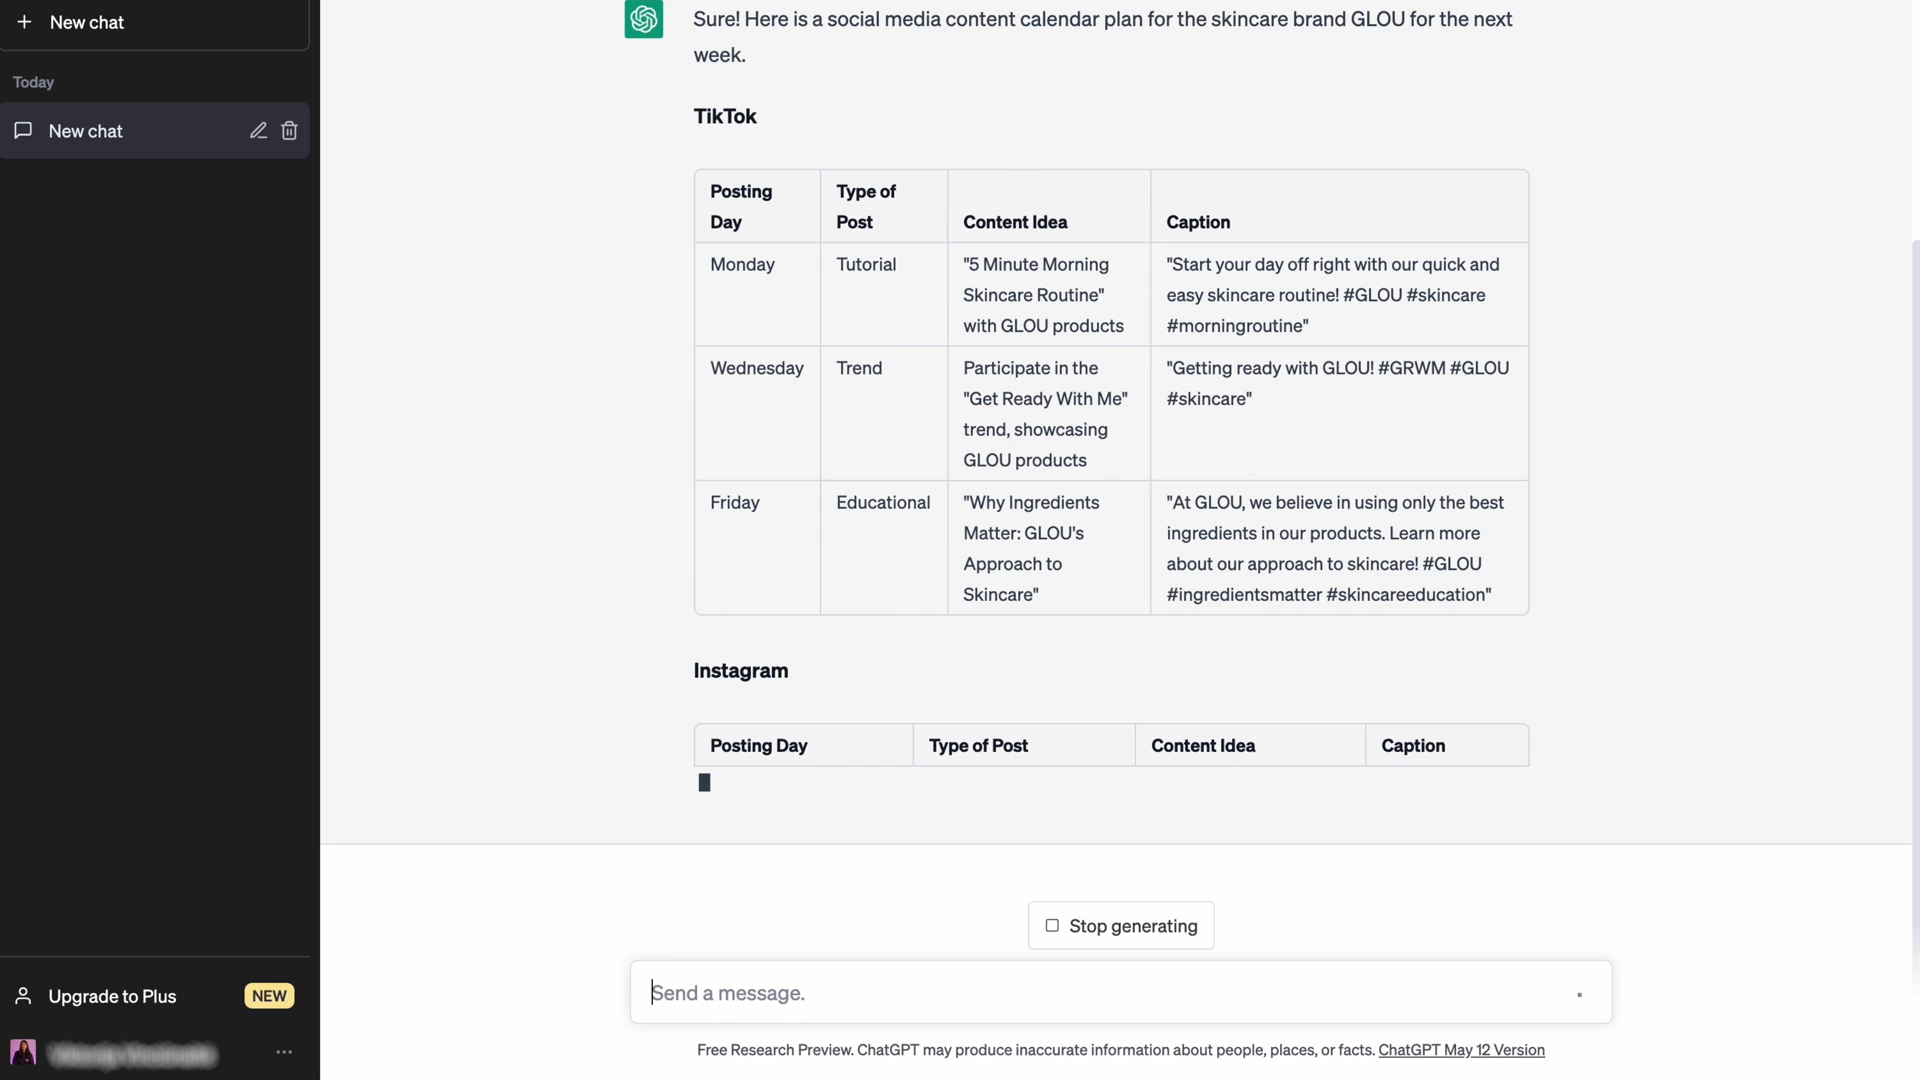 New chat
Today
New chat
Upgrade to Plus NEW
Sure! Here is a social media content calendar plan for the skincare brand GLOU for the next
week.
TikTok
Posting
Day
Type of
Post
Content Idea
Caption
Monday
Tutorial
"5 Minute Morning
Skincare Routine"
with GLOU products
"Start your day off right with our quick and
easy skincare routine! #GLOU #skincare
#morningroutine"
Wednesday
Trend
Participate in the
"Get Ready With Me"
trend, showcasing
GLOU products
"Getting ready with GLOU! #GRWM #GLOU
#skincare"
Friday
Educational
"Why Ingredients
Matter: GLOU's
Approach to
Skincare"
"At GLOU, we believe in using only the best
ingredients in our products. Learn more
about our approach to skincare! #GLOU
#ingredientsmatter #skincareeducation"
Instagram
Posting Day
Type of Post
Content Idea
Caption
Stop generating
Send a message.
Free Research Preview. ChatGPT may produce inaccurate information about people, places, or facts. ChatGPT May 12 Version